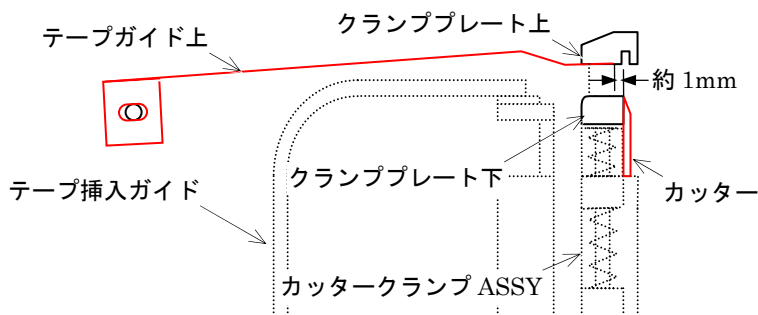 クランププレート上
テープガイド上
約 1mm
クランププレート下
テープ挿入ガイド
カッター
カッタークランプ ASSY